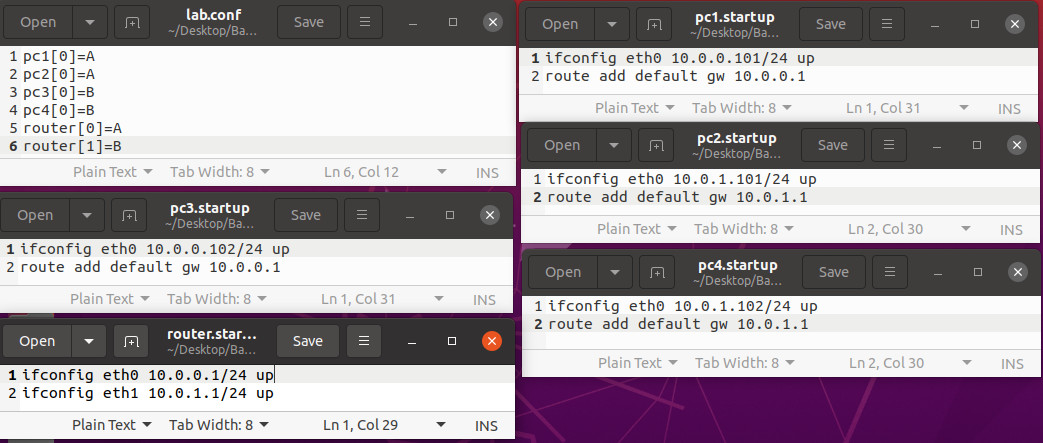 Open
lab.conf
~/Desktop/Ba...
Save
1 pc1[0]=A
2 pc2[0]=A
3 pc3[0]=B
4 pc4[0]=B
5 router[0]=A
6 router[1]=B
Plain Text Tab Width: 8 Ln 6, Col 12 INS
Open
pc3.startup
~/Desktop/Ba...
Save
1 ifconfig eth0 10.0.0.102/24 up
2 route add default gw 10.0.0.1
Plain Text Tab Width: 8 Ln 1, Col 31 INS
Open
router.star...
~/Desktop/Ba...
Save
1 ifconfig eth0 10.0.0.1/24 up
2 ifconfig eth1 10.0.1.1/24 up
Plain Text Tab Width: 8 Ln 1, Col 29 INS
Open
pc1.startup
~/Desktop/Ba...
Save
1 ifconfig eth0 10.0.0.101/24 up
2 route add default gw 10.0.0.1
Plain Text Tab Width: 8 Ln 1, Col 31 INS
Open
pc2.startup
~/Desktop/Ba...
Save
1 ifconfig eth0 10.0.1.101/24 up
2 route add default gw 10.0.1.1
Plain Text Tab Width: 8 Ln 2, Col 30 INS
Open
pc4.startup
~/Desktop/Ba...
Save
1 ifconfig eth0 10.0.1.102/24 up
2 route add default gw 10.0.1.1
Plain Text Tab Width: 8 Ln 2, Col 30 INS